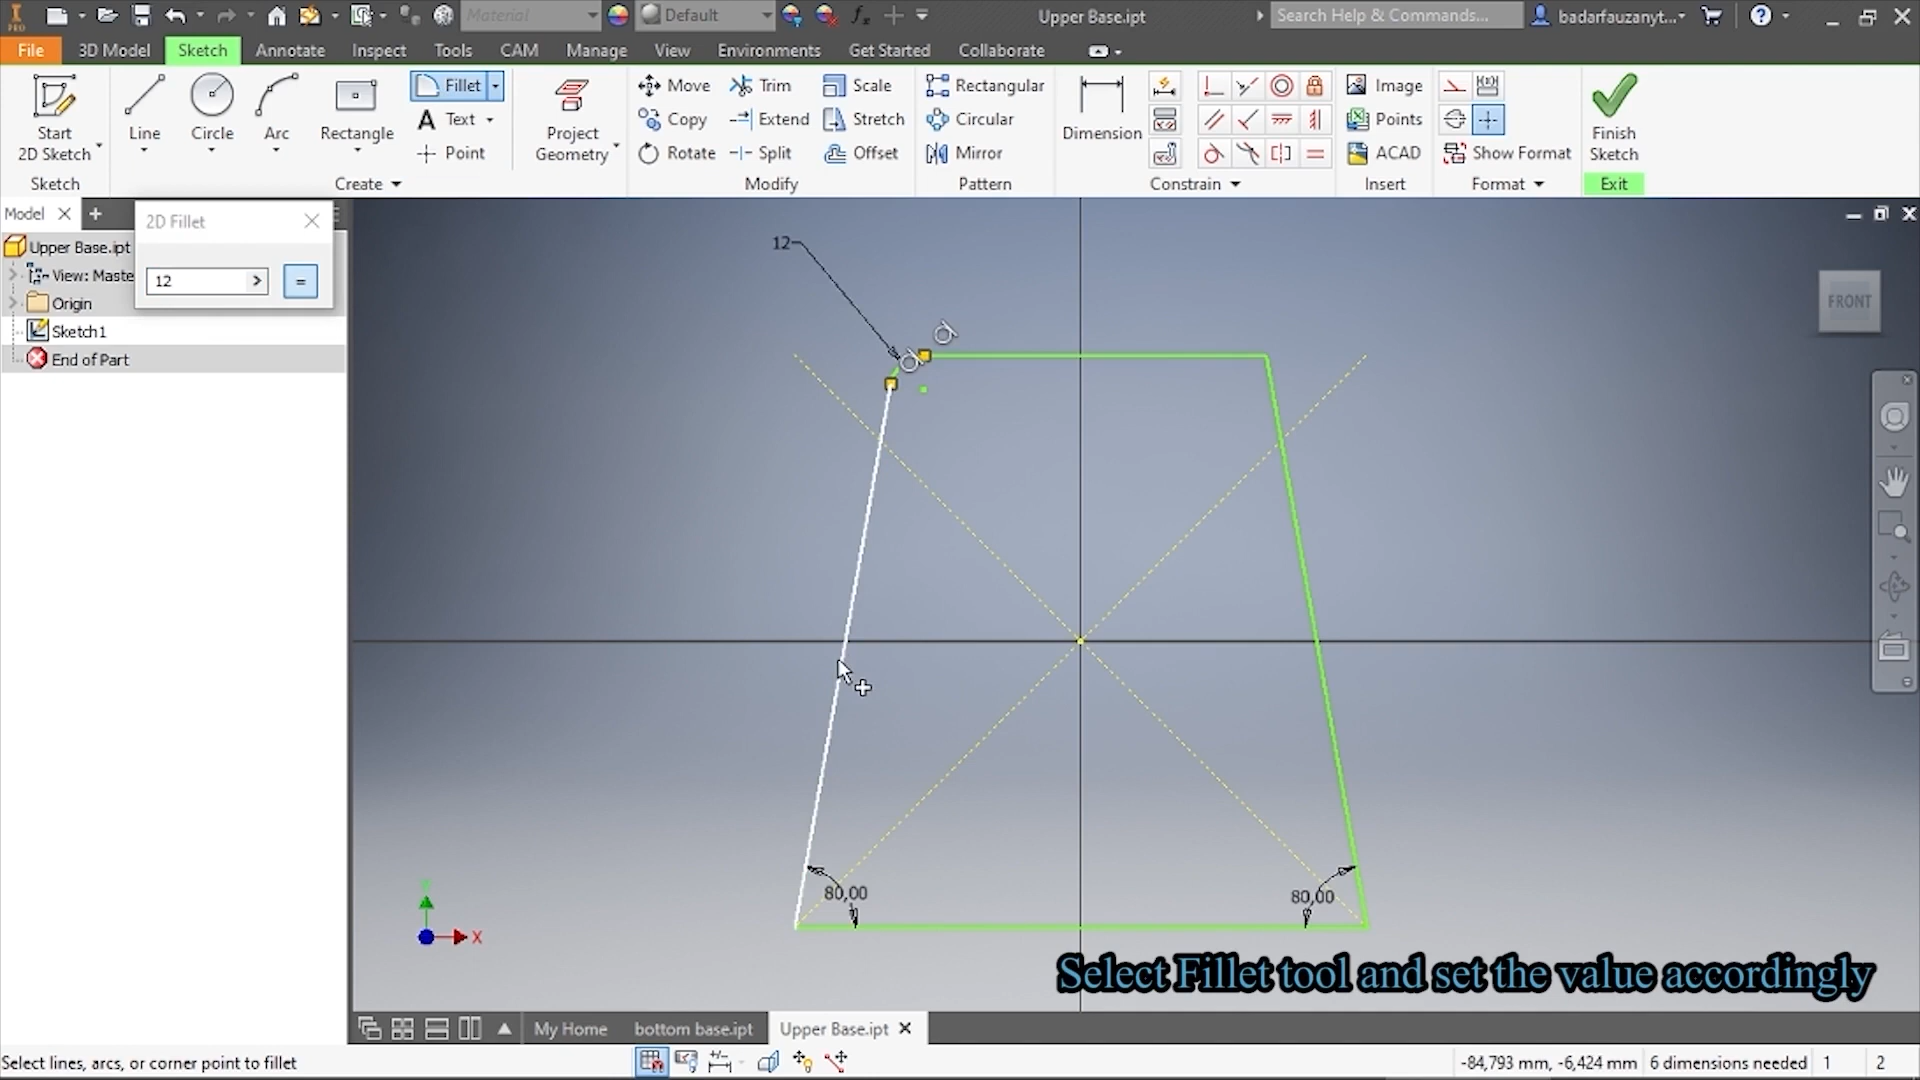 PRO
Material
Default
fx
Upper Base.ipt
Search Help & Commands...
badarfauzanyt...
File
3D Model
Sketch
Annotate
Inspect
Tools
CAM
Manage
View
Environments
Get Started
Collaborate
Start
2D Sketch
Line
Circle
Arc
Rectangle
Fillet
A Text
Point
Project
Geometry
Move
Copy
Rotate
Trim
Extend
Split
Scale
Stretch
Offset
Rectangular
Circular
Mirror
Dimension
Image
Points
ACAD
Show Format
Finish
Sketch
Sketch
Create
Modify
Pattern
Constrain
Insert
Format
Exit
Model
2D Fillet
12
=
Upper Base.ipt
View: Maste
Origin
Sketch1
End of Part
12
FRONT
80,00
80,00
X
Select Fillet tool and set the value accordingly
My Home
bottom base.ipt
Upper Base.ipt
Select lines, arcs, or corner point to fillet
-84,793 mm, -6,424 mm
6 dimensions needed
1
2